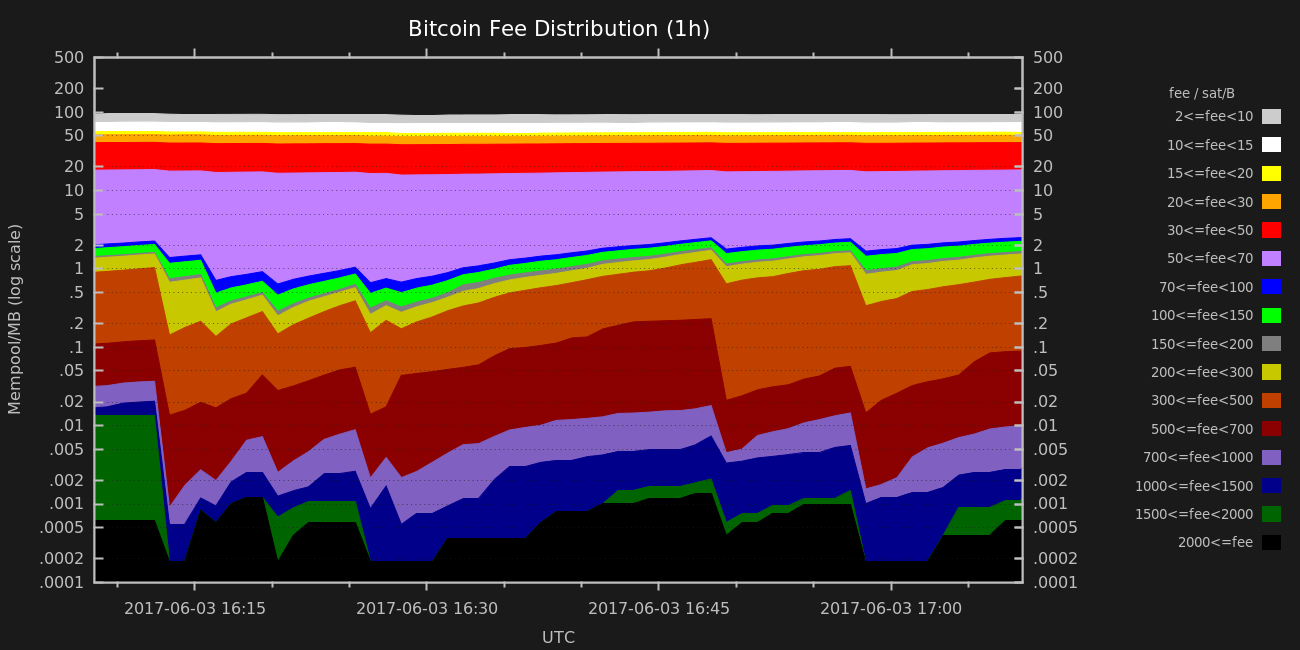 Bitcoin Fee Distribution (1h)
500
200
100
50
20
10
5
2
1
.5
.2
.1
.05
.02
.01
.005
.002
.001
.0005
.0002
.0001
Mempool/MB (log scale)
500
200
100
50
20
10
5
2
1
.5
.2
.1
.05
.02
.01
.005
.002
.001
.0005
.0002
.0001
2017-06-03 16:15
2017-06-03 16:30
2017-06-03 16:45
2017-06-03 17:00
UTC
fee / sat/B
2<=fee<10
10<=fee<15
15<=fee<20
20<=fee<30
30<=fee<50
50<=fee<70
70<=fee<100
100<=fee<150
150<=fee<200
200<=fee<300
300<=fee<500
500<=fee<700
700<=fee<1000
1000<=fee<1500
1500<=fee<2000
2000<=fee